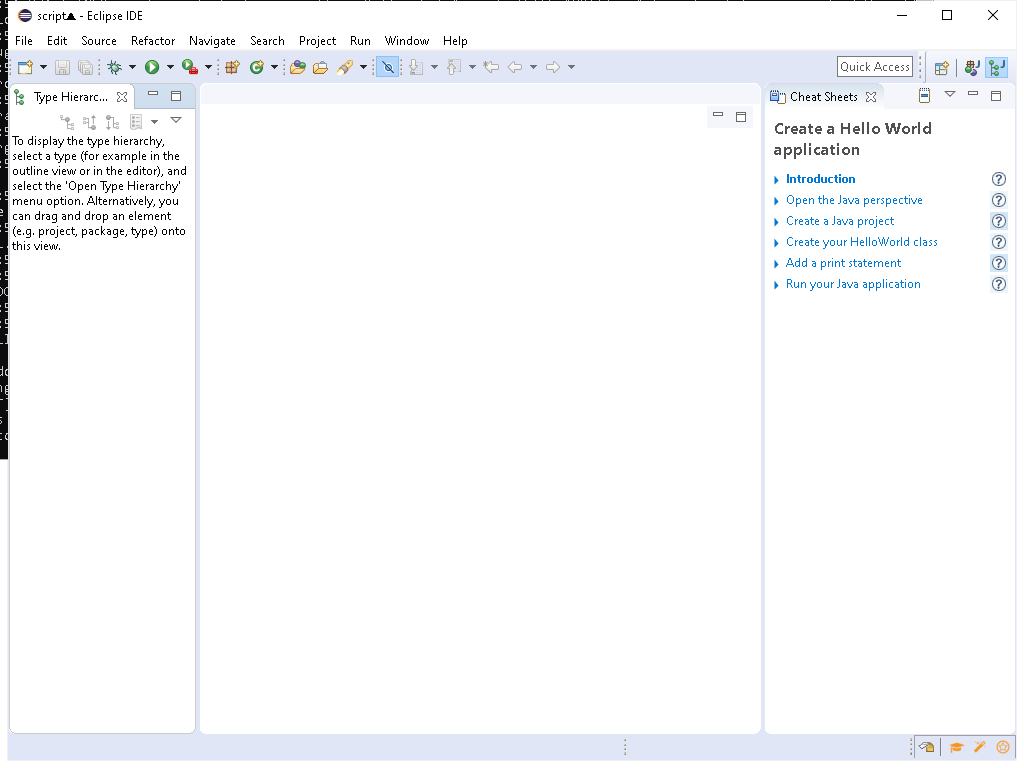 script▲ - Eclipse IDE
File Edit Source Refactor Navigate Search Project Run Window Help
Quick Access
Type Hierarc...
To display the type hierarchy,
select a type (for example in the
outline view or in the editor), and
select the 'Open Type Hierarchy'
menu option. Alternatively, you
can drag and drop an element
(e.g. project, package, type) onto
this view.
Cheat Sheets
Create a Hello World
application
Introduction
Open the Java perspective
Create a Java project
Create your HelloWorld class
Add a print statement
Run your Java application